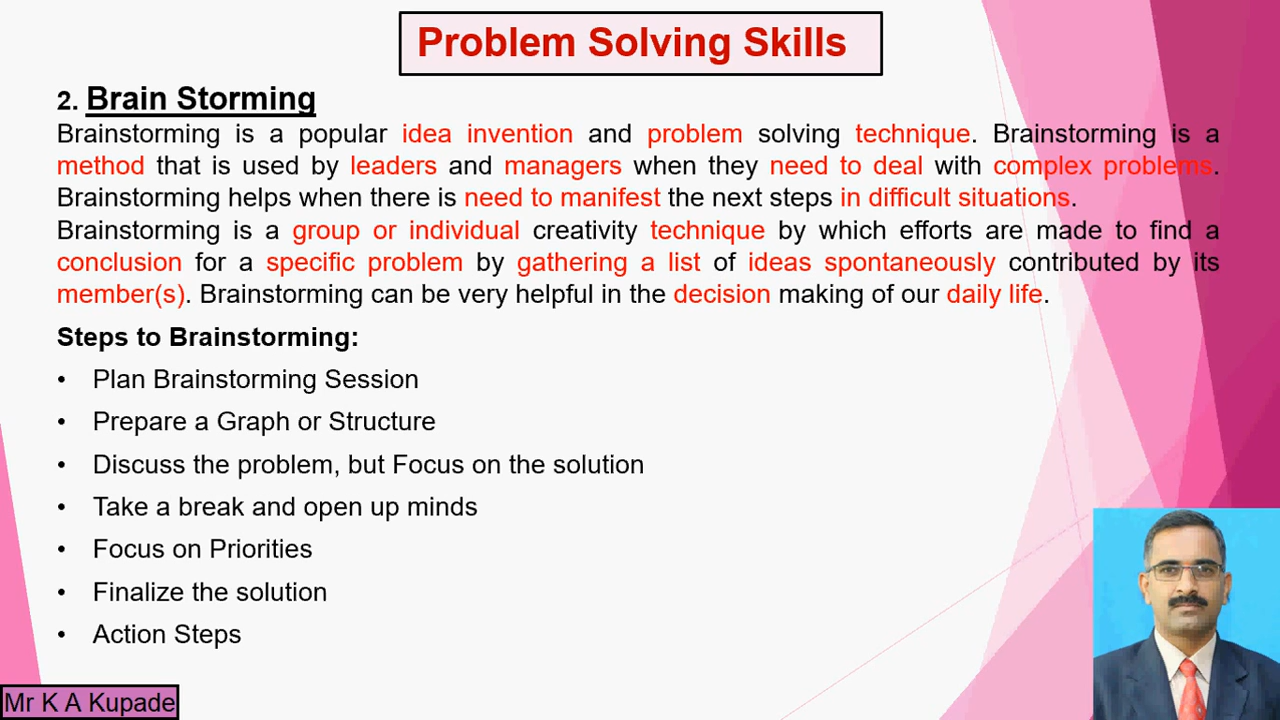 Problem Solving Skills
2. Brain Storming
Brainstorming is a popular idea invention and problem solving technique. Brainstorming is a
method that is used by leaders and managers when they need to deal with complex problems.
Brainstorming helps when there is need to manifest the next steps in difficult situations.
Brainstorming is a group or individual creativity technique by which efforts are made to find a
conclusion for a specific problem by gathering a list of ideas spontaneously contributed by its
member(s). Brainstorming can be very helpful in the decision making of our daily life.
Steps to Brainstorming:
• Plan Brainstorming Session
• Prepare a Graph or Structure
• Discuss the problem, but Focus on the solution
• Take a break and open up minds
• Focus on Priorities
• Finalize the solution
• Action Steps
Mr K A Kupade